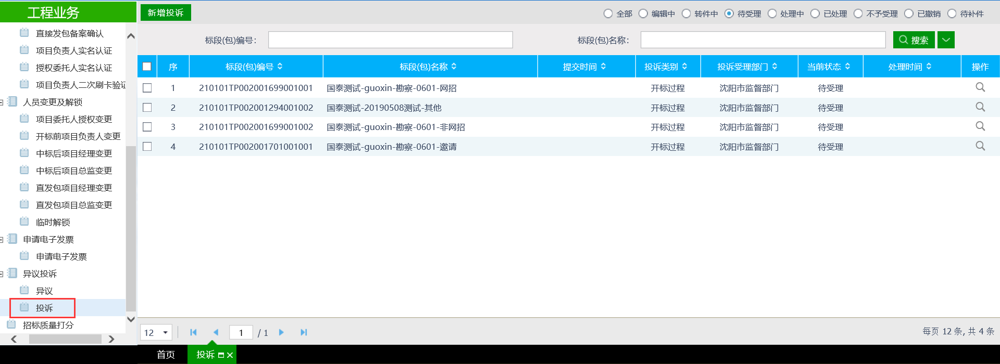 工程业务
直接发包备案确认
项目负责人实名认证
授权委托人实名认证
项目负责人二次刷卡验证
人员变更及解锁
项目委托人授权变更
开标前项目负责人变更
中标后项目经理变更
中标后项目总监变更
直发包项目经理变更
直发包项目总监变更
临时解锁
申请电子发票
申请电子发票
异议投诉
异议
投诉
招标质量打分
新增投诉 全部 编辑中 转件中 待受理 处理中 已处理 不予受理 已撤销 待补件
标段(包)编号: 标段(包)名称: 搜索
序 标段(包)编号 标段(包)名称 提交时间 投诉类别 投诉受理部门 当前状态 处理时间 操作
1 210101TP002001699001001 国泰测试-guoxin-勘察-0601-网招 开标过程 沈阳市监督部门 待受理
2 210101TP002001294001002 国泰测试-20190508测试-其他 开标过程 沈阳市监督部门 待受理
3 210101TP002001699001002 国泰测试-guoxin-勘察-0601-非网招 开标过程 沈阳市监督部门 待受理
4 210101TP002001701001001 国泰测试-guoxin-勘察-0601-邀请 开标过程 沈阳市监督部门 待受理
12 1 / 1 每页 12 条, 共 4 条
首页 投诉